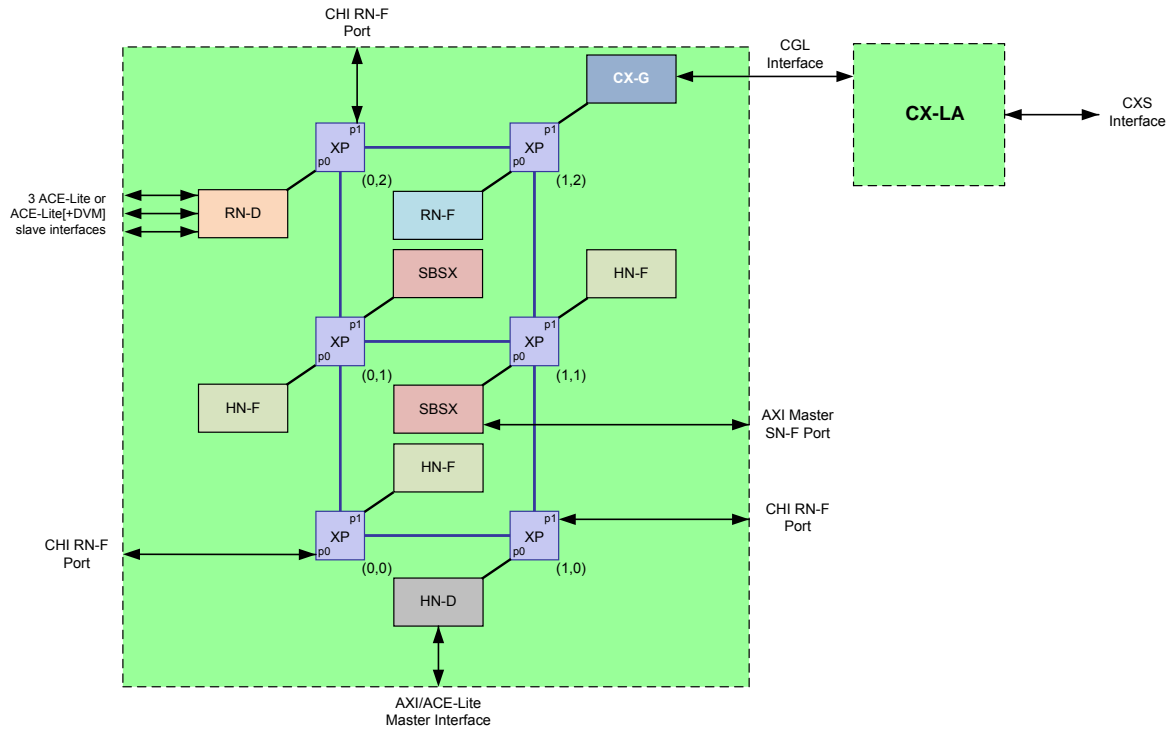 CHI RN-F
Port
CGL
Interface
CX-G
CX-LA
CXS
Interface
p1
XP
p0
(0,2)
p1
XP
p0
(1,2)
3 ACE-Lite or
ACE-Lite[+DVM]
slave interfaces
RN-D
RN-F
SBSX
HN-F
p1
XP
p0
(0,1)
p1
XP
p0
(1,1)
HN-F
SBSX
AXI Master
SN-F Port
HN-F
CHI RN-F
Port
p1
XP
p0
(0,0)
p1
XP
p0
(1,0)
CHI RN-F
Port
HN-D
AXI/ACE-Lite
Master Interface